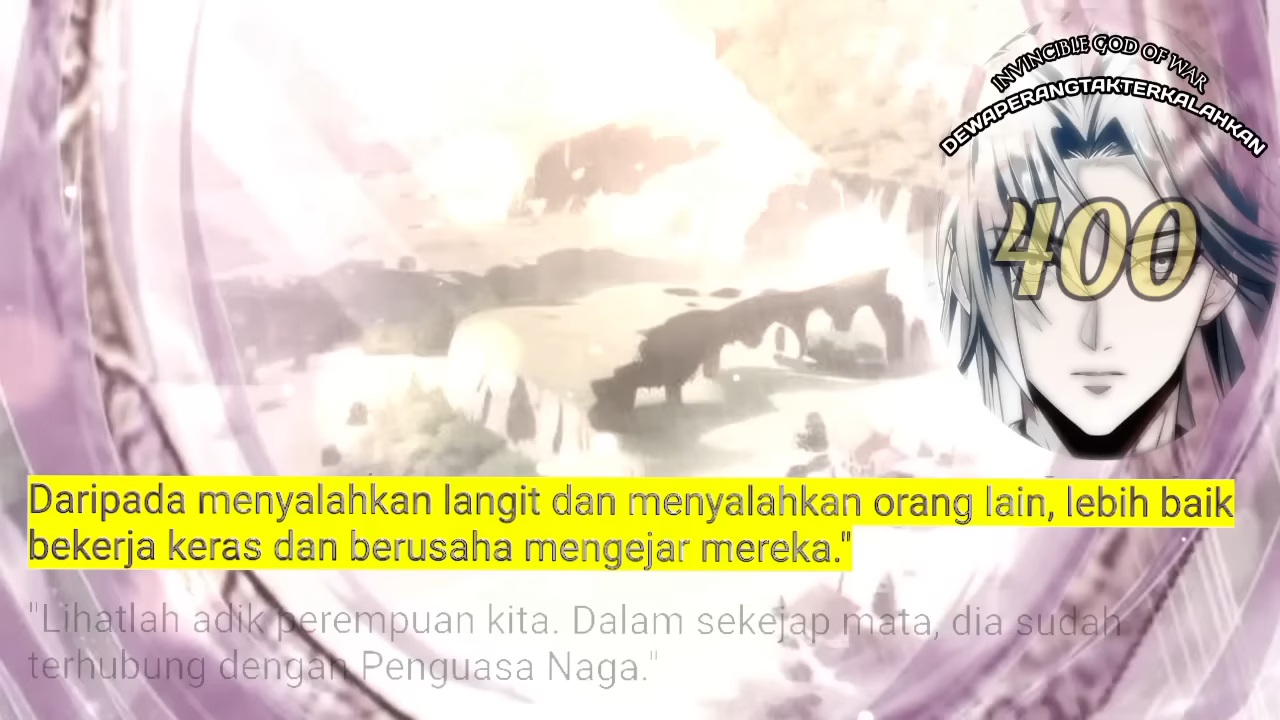 INVINCIBLE GOD OF WAR
DEWAPERANGTAKTERKALAHKAN
400
Daripada menyalahkan langit dan menyalahkan orang lain, lebih baik
bekerja keras dan berusaha mengejar mereka."
"Lihatlah adik perempuan kita. Dalam sekejap mata, dia sudah
terhubung dengan Penguasa Naga."